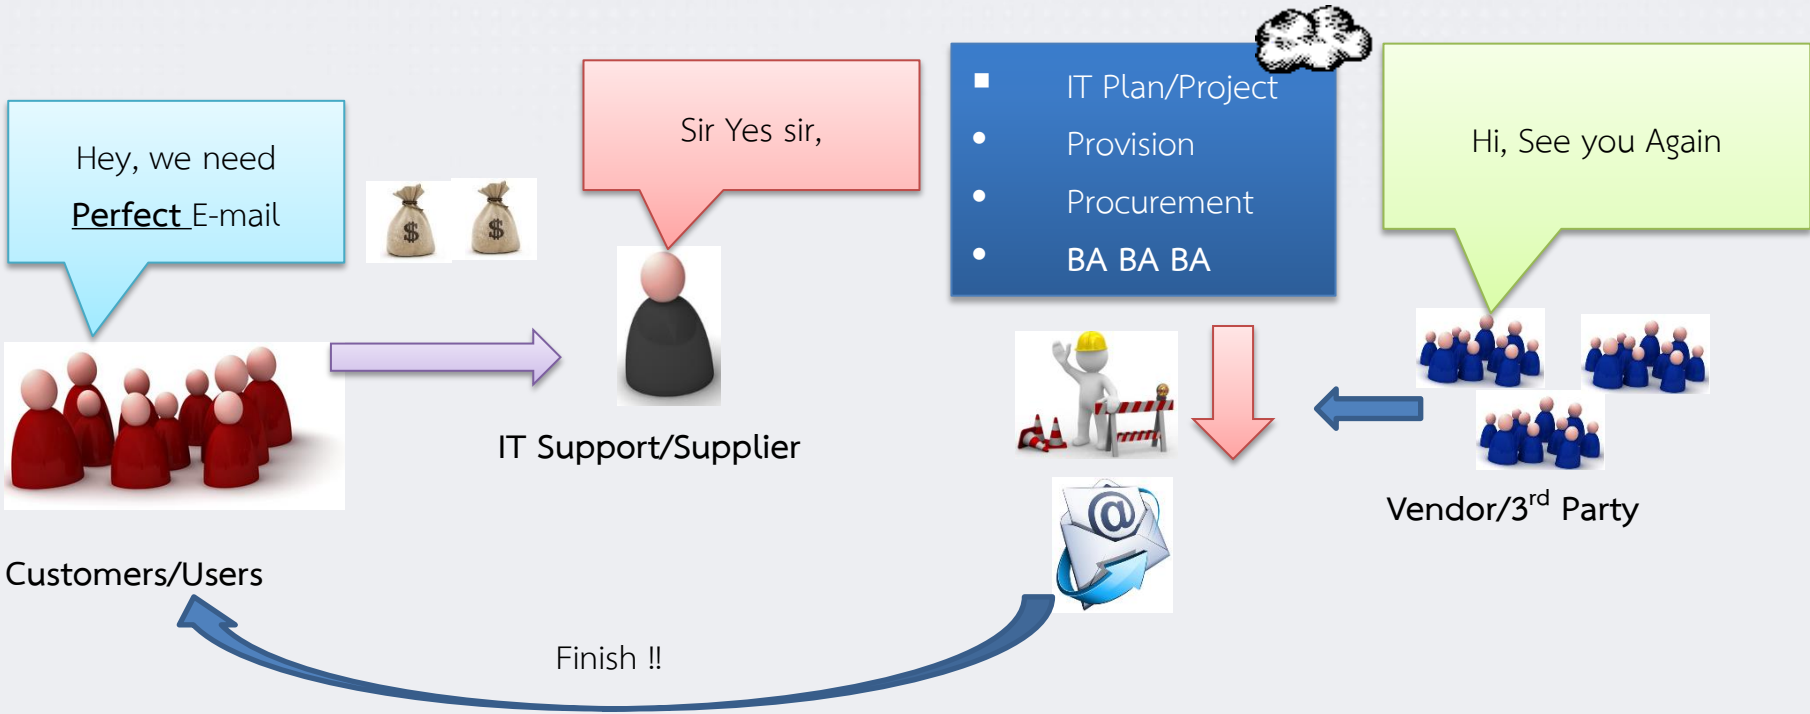 Hey, we need
Perfect E-mail
$
$
Sir Yes sir,
IT Support/Supplier
Customers/Users
IT Plan/Project
Provision
Procurement
BA BA BA
Hi, See you Again
Vendor/3rd Party
@
Finish !!